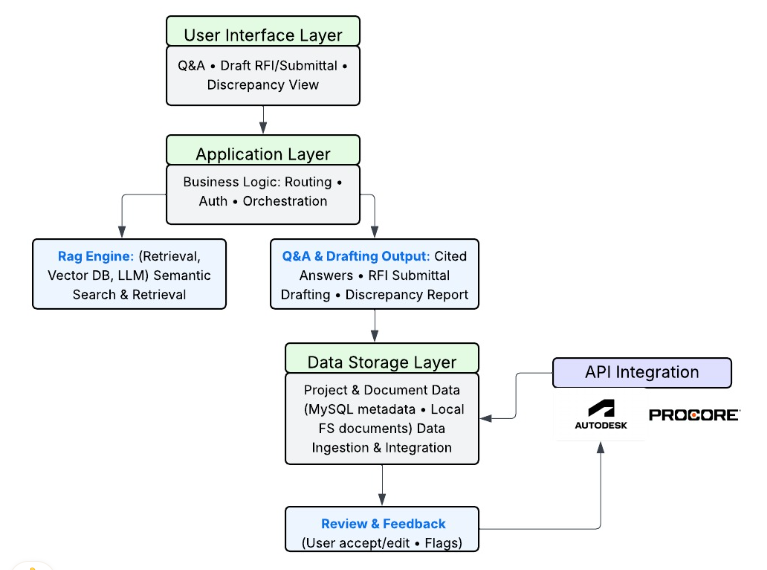 User Interface Layer
Q&A • Draft RFI/Submittal •
Discrepancy View
Application Layer
Business Logic: Routing •
Auth • Orchestration
Rag Engine: (Retrieval,
Vector DB, LLM) Semantic
Search & Retrieval
Q&A & Drafting Output: Cited
Answers • RFI Submittal
Drafting • Discrepancy Report
Data Storage Layer
Project & Document Data
(MySQL metadata • Local
FS documents) Data
Ingestion & Integration
API Integration
AUTODESK
PROCORE
Review & Feedback
(User accept/edit • Flags)